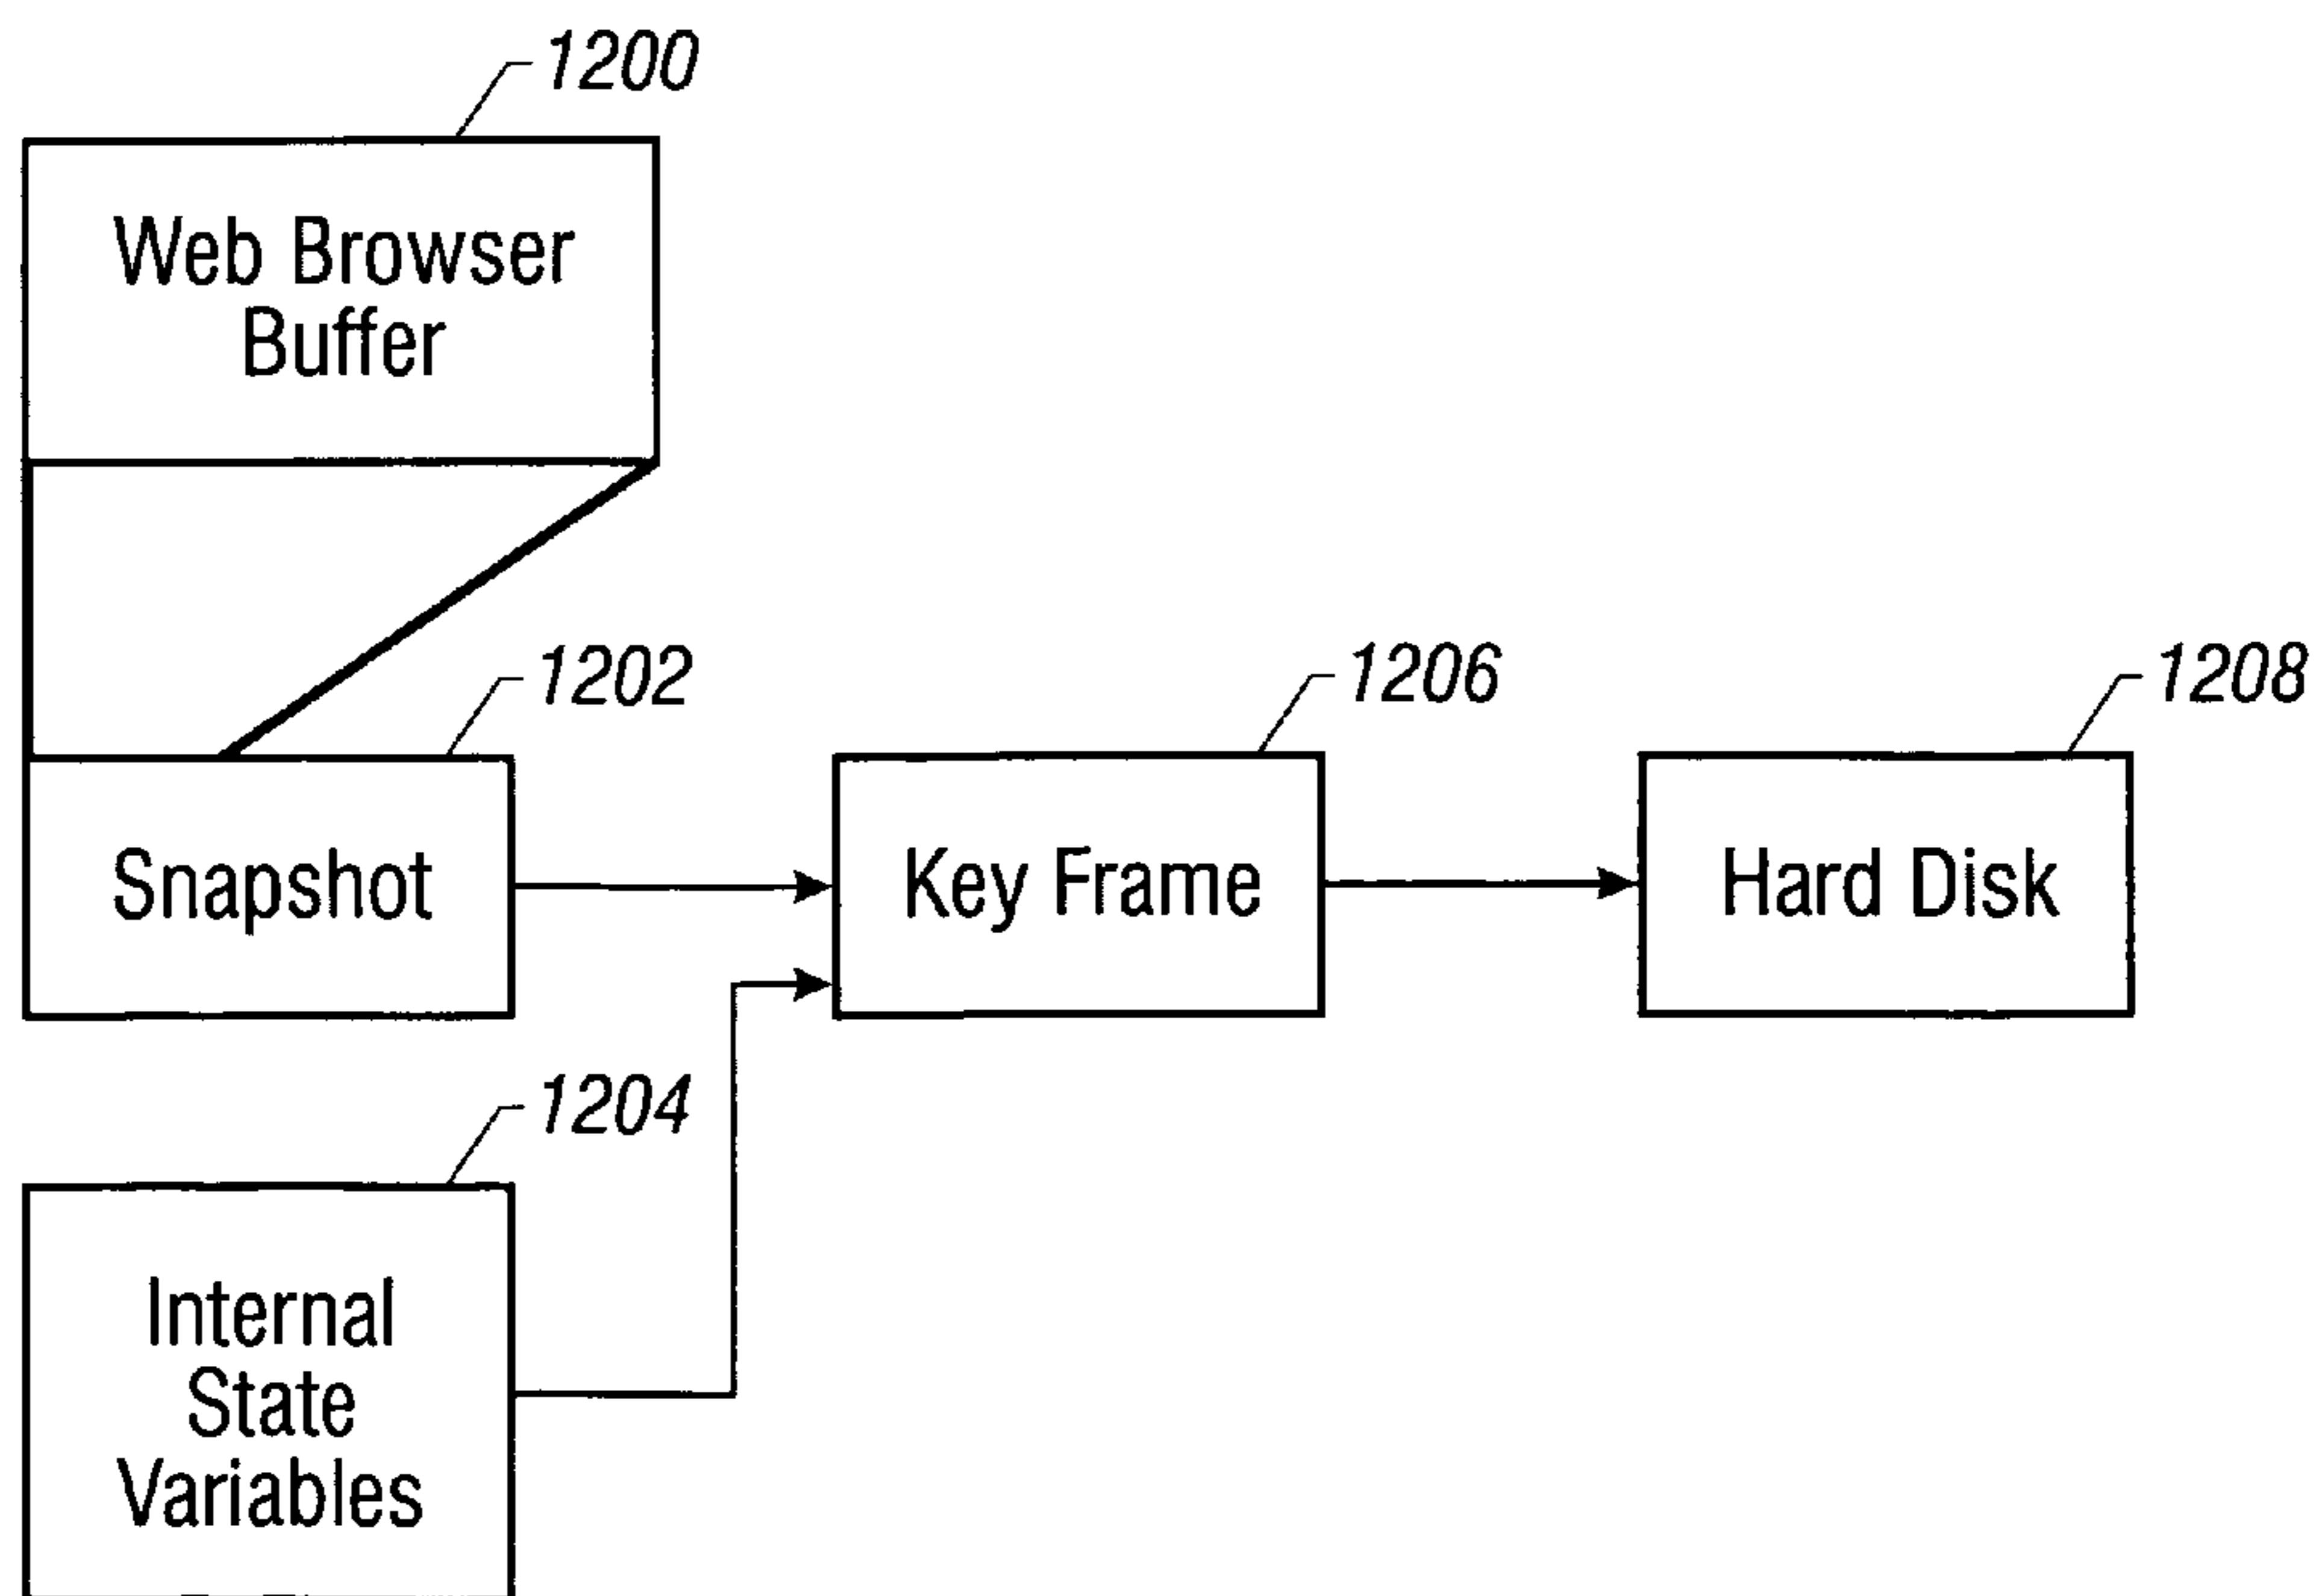 1200
Web Browser
Buffer
1202
1206
1208
Snapshot
Key Frame
Hard Disk
1204
Internal
State
Variables